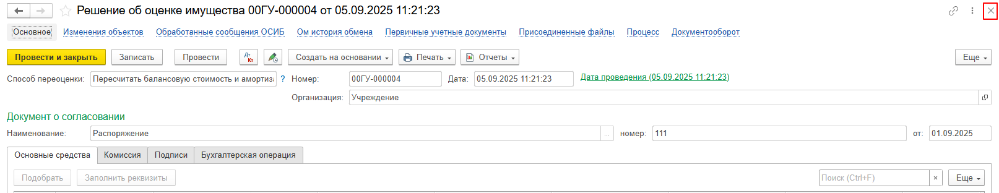 Решение об оценке имущества 00ГУ-000004 от 05.09.2025 11:21:23
Основное Изменения объектов Обработанные сообщения ОСИБ Ом история обмена Первичные учетные документы Присоединенные файлы Процесс Документооборот
Провести и закрыть Записать Провести Дт Кт Создать на основании Печать Отчеты Еще
Способ переоценки: Пересчитать балансовую стоимость и амортиза ? Номер: 00ГУ-000004 Дата: 05.09.2025 11:21:23 Дата проведения (05.09.2025 11:21:23)
Организация: Учреждение
Документ о согласовании
Наименование: Распоряжение ... номер: 111 от: 01.09.2025
Основные средства Комиссия Подписи Бухгалтерская операция
Подобрать Заполнить реквизиты Поиск (Ctrl+F) × Еще